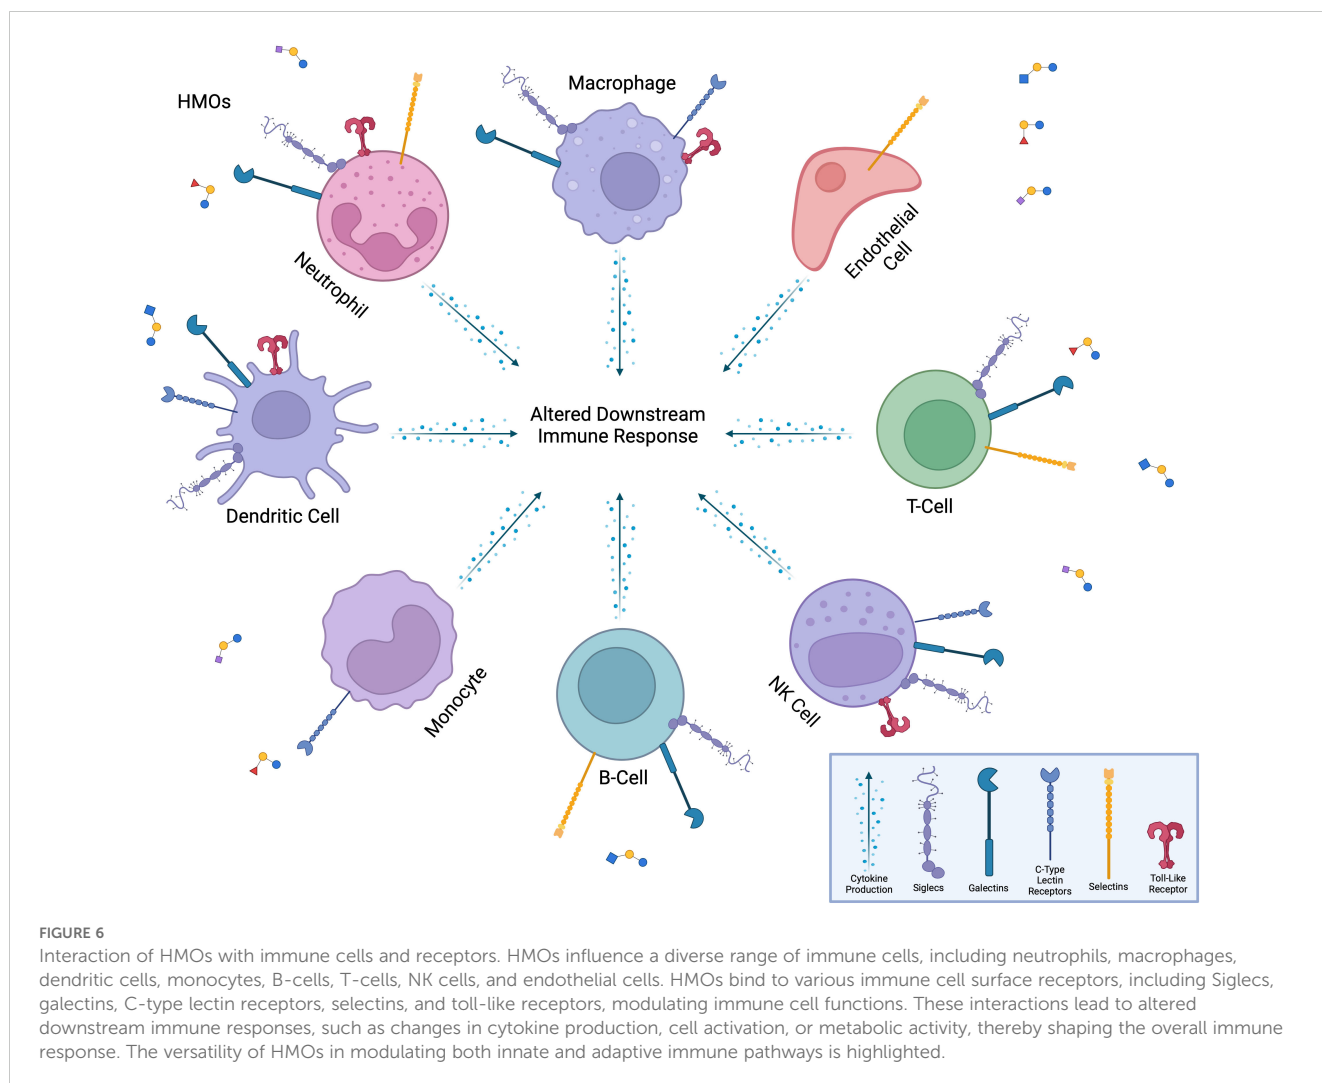 HMOs
Macrophage
Neutrophil
Endothelial
Cell
Altered Downstream
Immune Response
Dendritic Cell
T-Cell
Monocyte
B-Cell
NK Cell
Cytokine
Production
Siglecs
Galectins
C-Type
Lectin
Receptors
Selectins
Toll-Like
Receptor
FIGURE 6
Interaction of HMOs with immune cells and receptors. HMOs influence a diverse range of immune cells, including neutrophils, macrophages,
dendritic cells, monocytes, B-cells, T-cells, NK cells, and endothelial cells. HMOs bind to various immune cell surface receptors, including Siglecs,
galectins, C-type lectin receptors, selectins, and toll-like receptors, modulating immune cell functions. These interactions lead to altered
downstream immune responses, such as changes in cytokine production, cell activation, or metabolic activity, thereby shaping the overall immune
response. The versatility of HMOs in modulating both innate and adaptive immune pathways is highlighted.